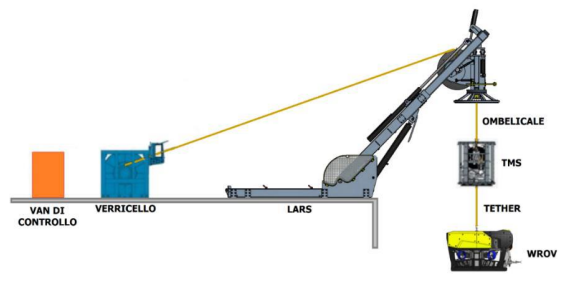 OMBELICALE
TMS
VAN DI
CONTROLLO
VERRICELLO
LARS
TETHER
WROV